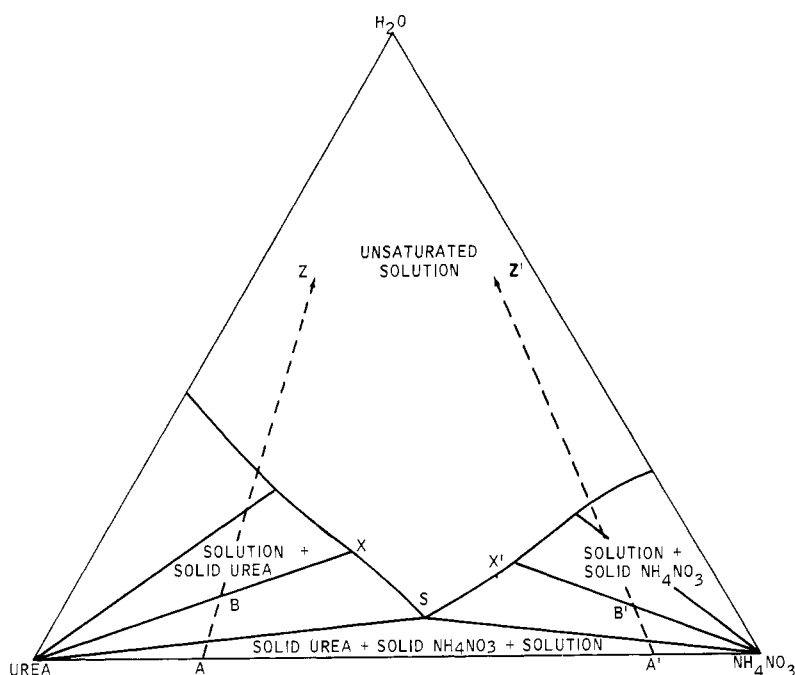 H2O
UNSATURATED
SOLUTION
Z
Z'
X
SOLUTION +
SOLID UREA
X'
SOLUTION +
SOLID NH4NO3
B
S
B'
SOLID UREA + SOLID NH4NO3 + SOLUTION
UREA
A
A'
NH4NO3